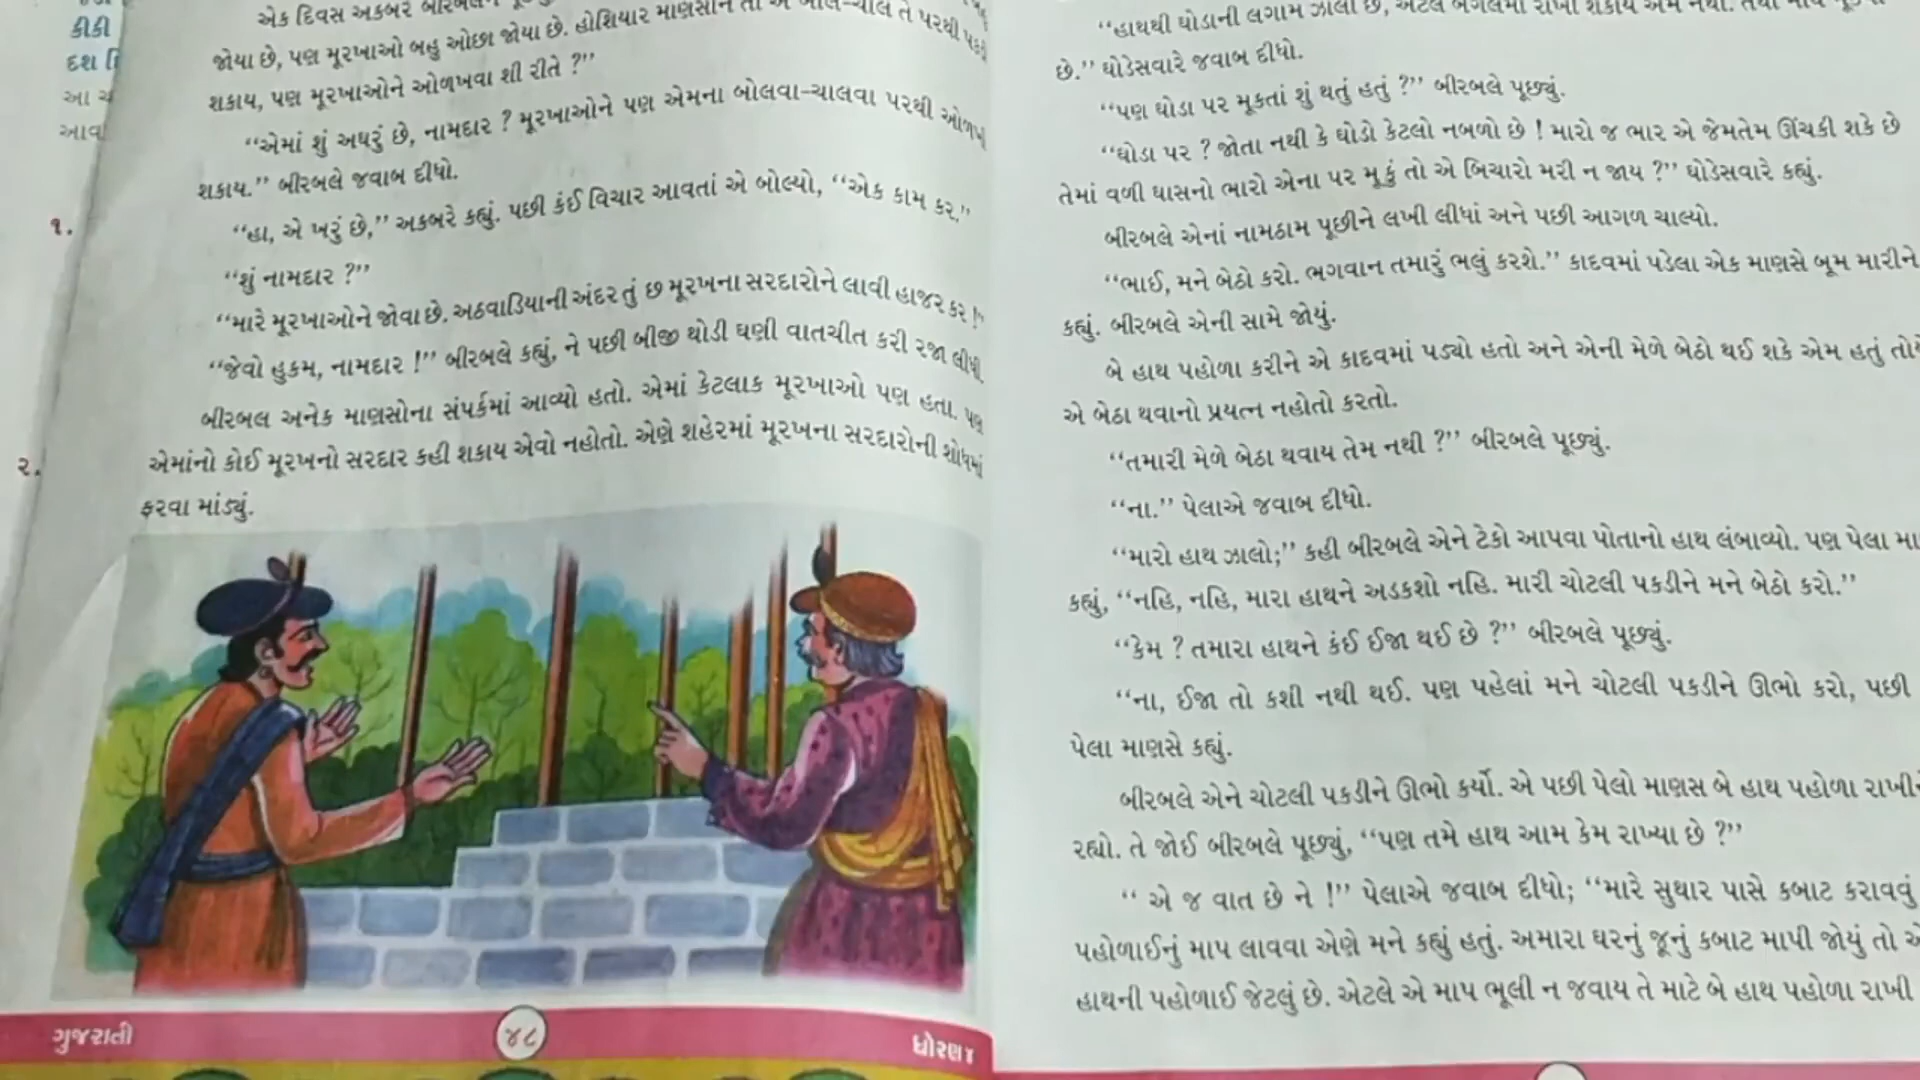 કીકી
દશ
આ ચ
આવ
૧.
૨.
એક દિવસ અકબરે
જોયા છે, પણ મૂરખાઓ બહુ ઓછા જોયા છે. હોશિયાર માણસોને તો એ બોલ-ચાલ તે પરથી
શકાય, પણ મૂરખાઓને ઓળખવા શી રીતે ?”
“એમાં શું અઘરું છે, નામદાર ? મૂરખાઓને પણ એમના બોલવા-ચાલવા પરથી
શકાય.” બીરબલે જવાબ દીધો.
“હા, એ ખરું છે,” અકબરે કહ્યું. પછી કંઈ વિચાર આવતાં એ બોલ્યો, “એક કામ કર.”
“શું નામદાર ?”
“મારે મૂરખાઓને જોવા છે. અઠવાડિયાની અંદર તું છ મૂરખના સરદારોને લાવી હાજર કર !”
“જેવો હુકમ, નામદાર !” બીરબલે કહ્યું, ને પછી બીજી થોડી ઘણી વાતચીત કરી રજા લીધી.
બીરબલ અનેક માણસોના સંપર્કમાં આવ્યો હતો. એમાં કેટલાક મૂરખાઓ પણ હતા. પણ
એમાંનો કોઈ મૂરખનો સરદાર કહી શકાય એવો નહોતો. એણે શહેરમાં મૂરખના સરદારોની શોધમાં
ફરવા માંડ્યું.
ગુજરાતી
૪૮
ધોરણ ૪
“હાથથી ઘોડાની લગામ ઝાલી છે, એટલે બગલમાં રાખી શકાય એમ નથી.
છે.” ઘોડેસવારે જવાબ દીધો.
“પણ ઘોડા પર મૂકતાં શું થતું હતું ?” બીરબલે પૂછ્યું.
“ઘોડા પર ? જોતા નથી કે ઘોડો કેટલો નબળો છે ! મારો જ ભાર એ જેમતેમ ઊંચકી શકે છે
તેમાં વળી ઘાસનો ભારો એના પર મૂકું તો એ બિચારો મરી ન જાય ?” ઘોડેસવારે કહ્યું.
બીરબલે એનાં નામઠામ પૂછીને લખી લીધાં અને પછી આગળ ચાલ્યો.
“ભાઈ, મને બેઠો કરો. ભગવાન તમારું ભલું કરશે.” કાદવમાં પડેલા એક માણસે બૂમ મારીને
કહ્યું. બીરબલે એની સામે જોયું.
બે હાથ પહોળા કરીને એ કાદવમાં પડ્યો હતો અને એની મેળે બેઠો થઈ શકે એમ હતું
એ બેઠા થવાનો પ્રયત્ન નહોતો કરતો.
“તમારી મેળે બેઠા થવાય તેમ નથી ?” બીરબલે પૂછ્યું.
“ના.” પેલાએ જવાબ દીધો.
“મારો હાથ ઝાલો;” કહી બીરબલે એને ટેકો આપવા પોતાનો હાથ લંબાવ્યો. પણ પેલા
કહ્યું, “નહિ, નહિ, મારા હાથને અડકશો નહિ. મારી ચોટલી પકડીને મને બેઠો કરો.”
“કેમ ? તમારા હાથને કંઈ ઈજા થઈ છે ?” બીરબલે પૂછ્યું.
“ના, ઈજા તો કશી નથી થઈ. પણ પહેલાં મને ચોટલી પકડીને ઊભો કરો, પછી
પેલા માણસે કહ્યું.
બીરબલે એને ચોટલી પકડીને ઊભો કર્યો. એ પછી પેલો માણસ બે હાથ પહોળા રાખીને
રહ્યો. તે જોઈ બીરબલે પૂછ્યું, “પણ તમે હાથ આમ કેમ રાખ્યા છે ?”
“ એ જ વાત છે ને !” પેલાએ જવાબ દીધો; “મારે સુથાર પાસે કબાટ કરાવવું
પહોળાઈનું માપ લાવવા એણે મને કહ્યું હતું. અમારા ઘરનું જૂનું કબાટ માપી જોયું તો
હાથની પહોળાઈ જેટલું છે. એટલે એ માપ ભૂલી ન જવાય તે માટે બે હાથ પહોળા રાખી